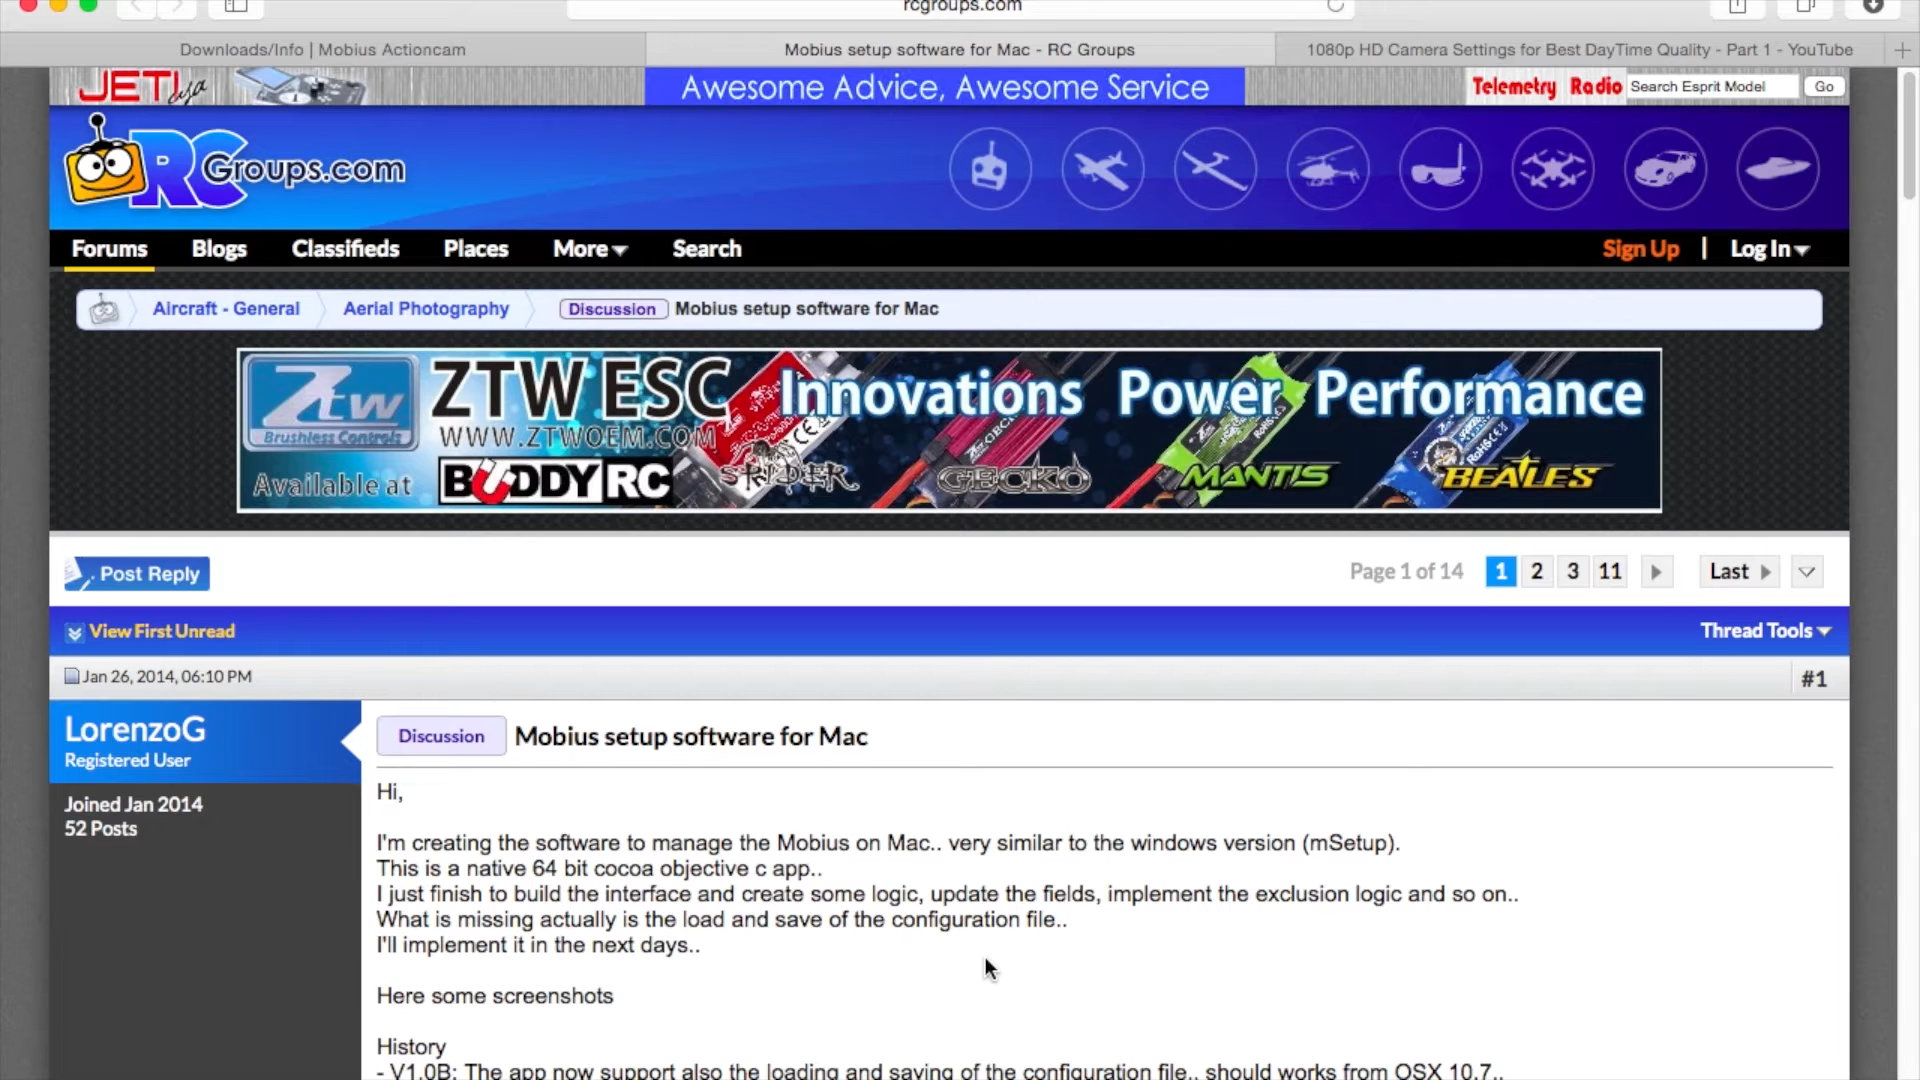 rcgroups.com
Downloads/Info | Mobius Actioncam
Mobius setup software for Mac - RC Groups
1080p HD Camera Settings for Best DayTime Quality - Part 1 - YouTube
JETI
Awesome Advice, Awesome Service
Telemetry Radio
Search Esprit Model
Go
RCGroups.com
Forums
Blogs
Classifieds
Places
More
Search
Sign Up | Log In
Aircraft - General
Aerial Photography
Discussion
Mobius setup software for Mac
ZTW
Brushless Controls
ZTW ESC
WWW.ZTWOEM.COM
Available at
BUDDY RC
Innovations Power Performance
SPIDER
GECKO
MANTIS
BEATLES
Post Reply
Page 1 of 14
1
2
3
11
Last
View First Unread
Thread Tools
Jan 26, 2014, 06:10 PM
#1
LorenzoG
Registered User
Joined Jan 2014
52 Posts
Discussion
Mobius setup software for Mac
Hi,
I'm creating the software to manage the Mobius on Mac.. very similar to the windows version (mSetup).
This is a native 64 bit cocoa objective c app..
I just finish to build the interface and create some logic, update the fields, implement the exclusion logic and so on..
What is missing actually is the load and save of the configuration file..
I'll implement it in the next days..
Here some screenshots
History
- V1.0B: The app now support also the loading and saving of the configuration file.. should works from OSX 10.7..